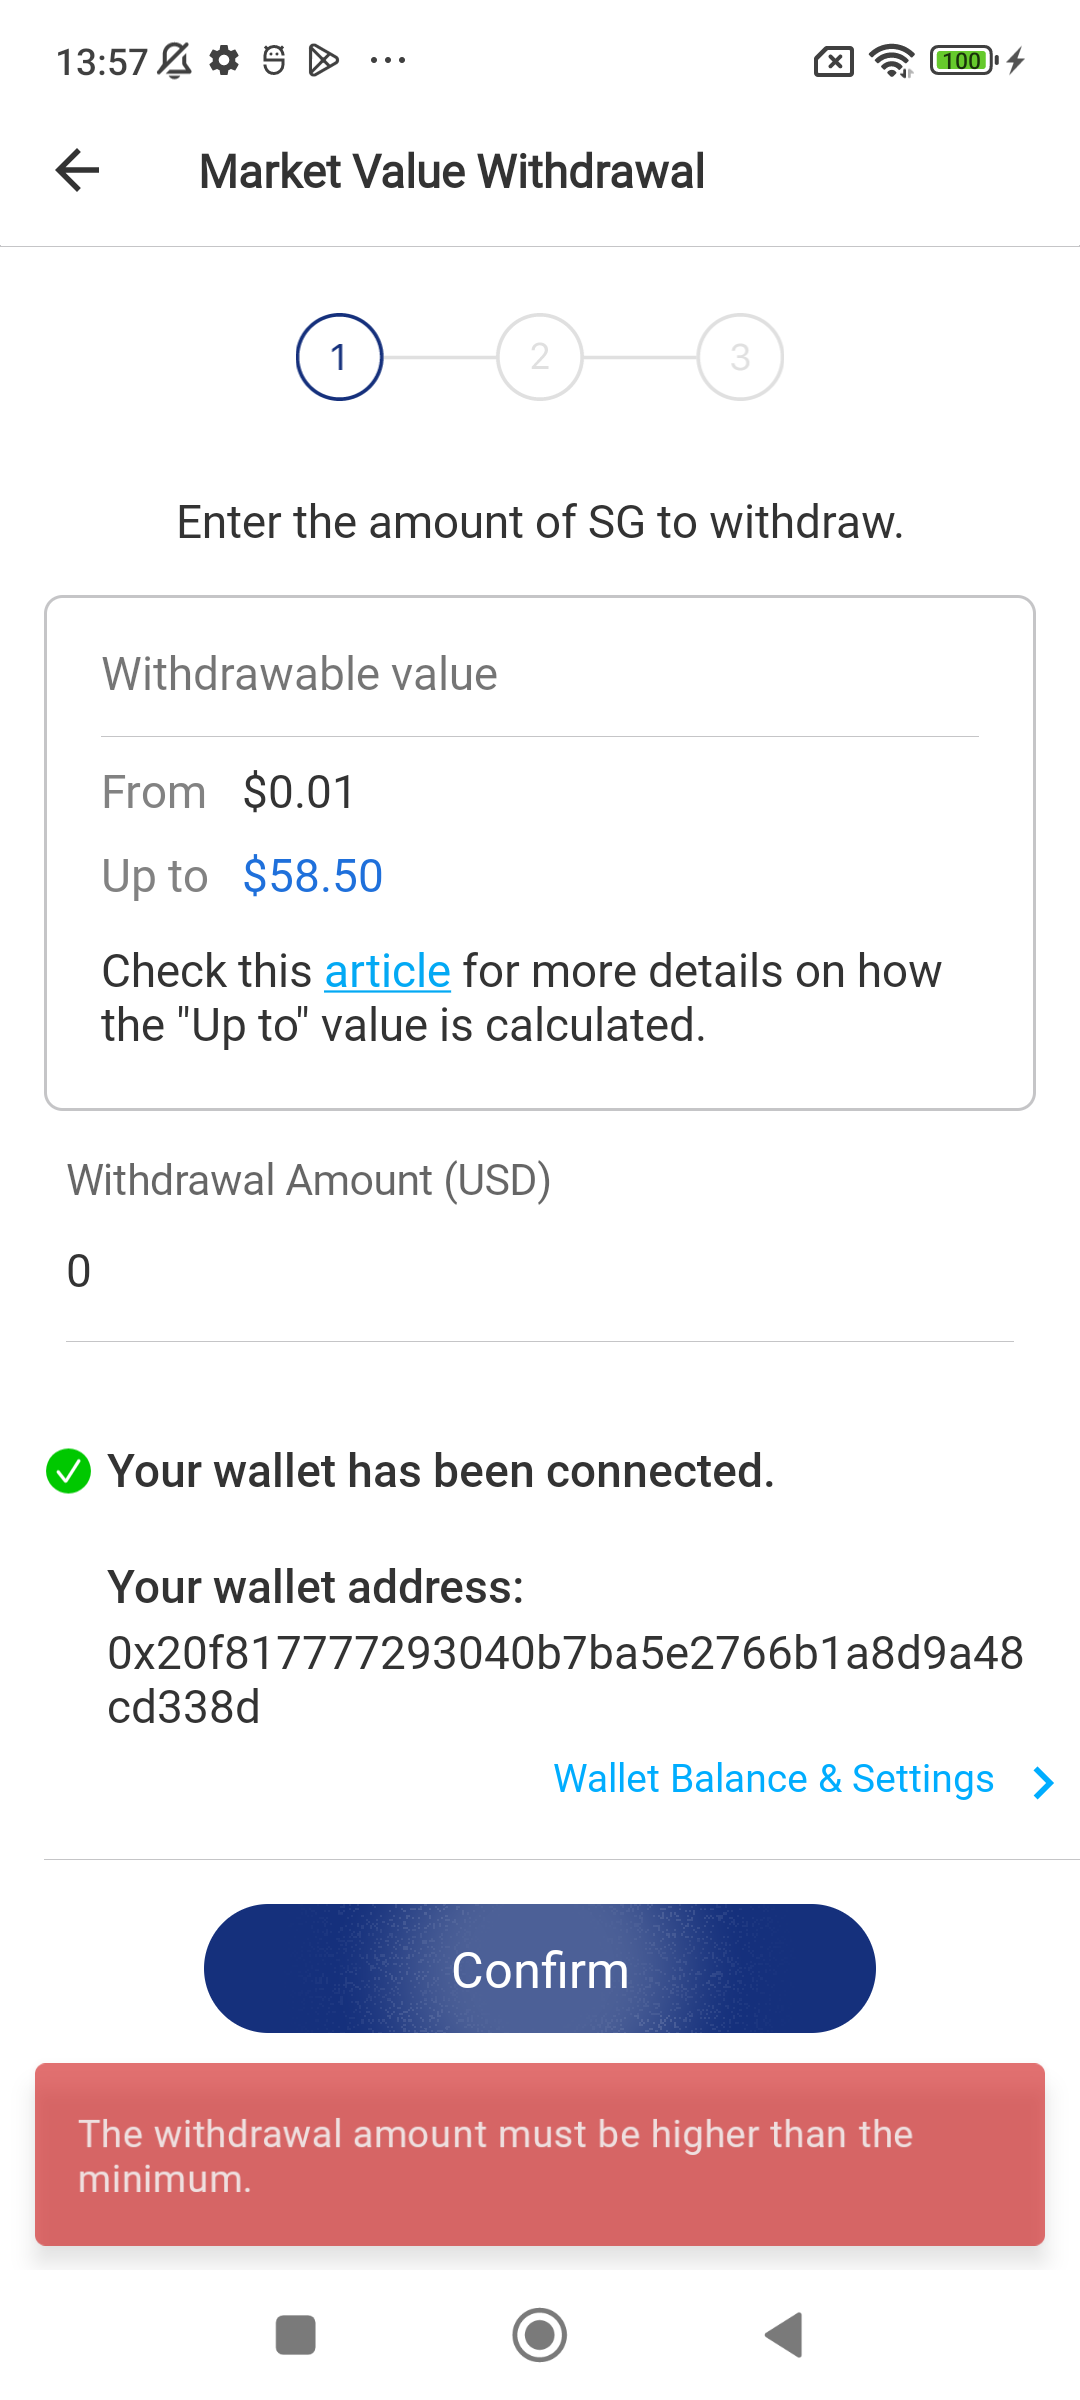 13:57
100
Market Value Withdrawal
1
2
3
Enter the amount of SG to withdraw.
Withdrawable value
From $0.01
Up to $58.50
Check this article for more details on how
the "Up to" value is calculated.
Withdrawal Amount (USD)
0
Your wallet has been connected.
Your wallet address:
0x20f817777293040b7ba5e2766b1a8d9a48
cd338d
Wallet Balance & Settings
Confirm
The withdrawal amount must be higher than the
minimum.